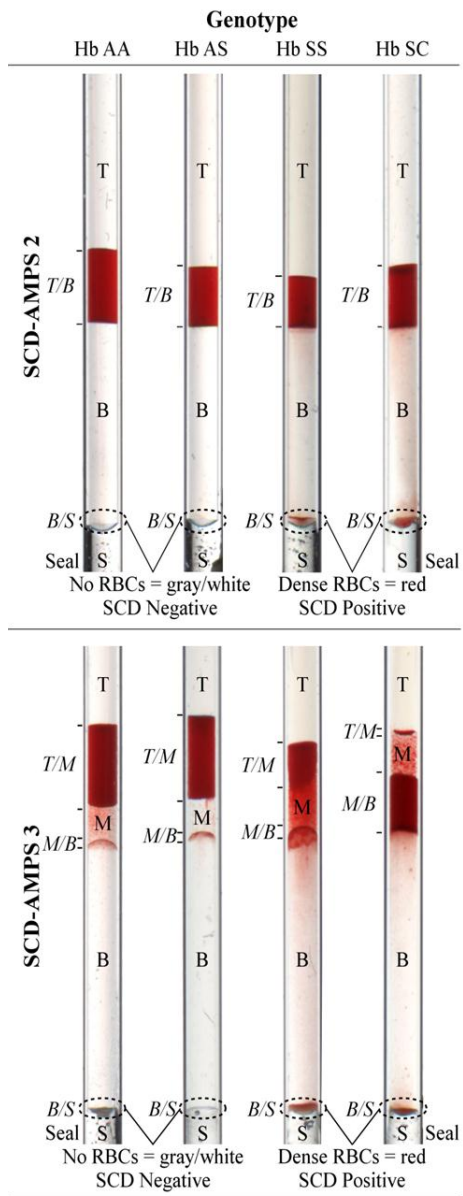 Genotype
Hb AA Hb AS Hb SS Hb SC
SCD-AMPS 2
T T T T
T/B T/B T/B T/B
B B B B
B/S B/S B/S B/S
Seal S S S S Seal
No RBCs = gray/white Dense RBCs = red
SCD Negative SCD Positive
SCD-AMPS 3
T T T T
T/M T/M T/M T/M
M M M M
M/B M/B M/B
B B B B
B/S B/S B/S B/S
Seal S S S S Seal
No RBCs = gray/white Dense RBCs = red
SCD Negative SCD Positive